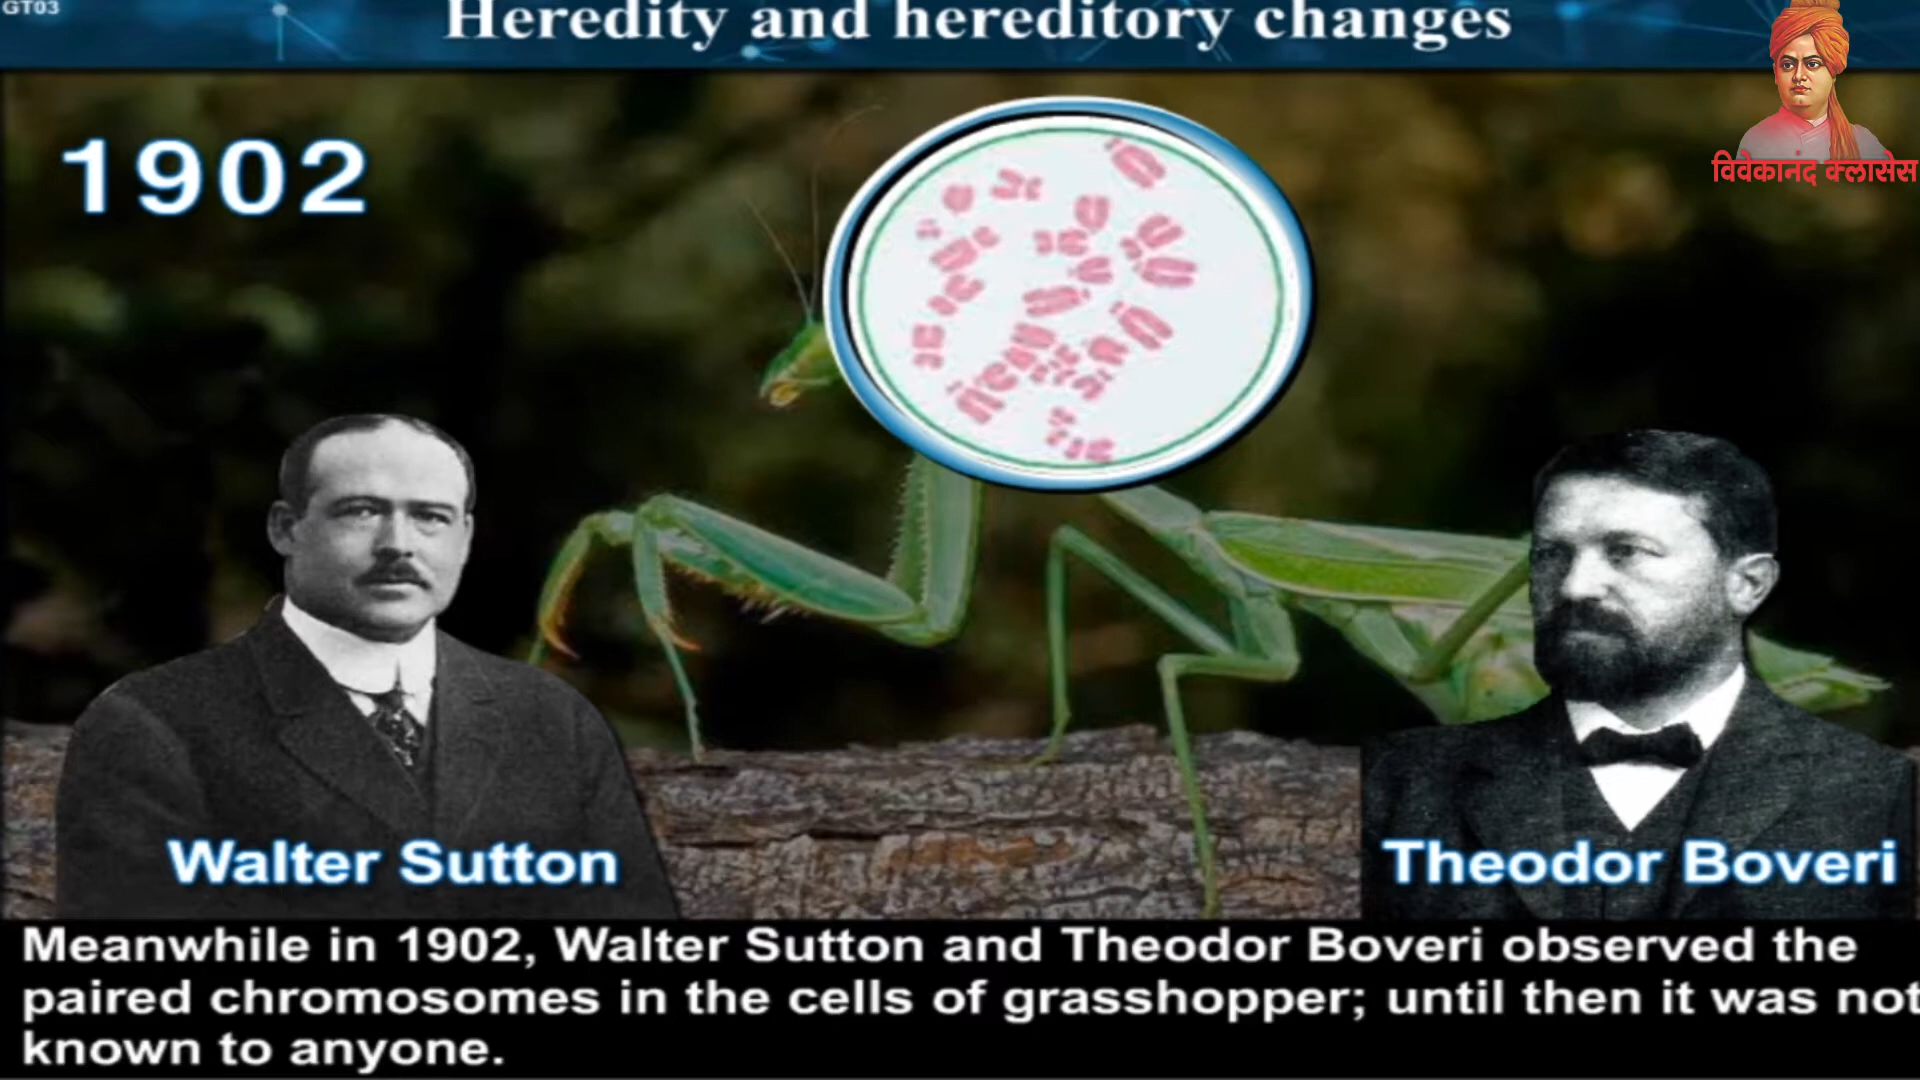 GT03
Heredity and hereditory changes
विवेकानंद क्लासेस
1902
Walter Sutton
Theodor Boveri
Meanwhile in 1902, Walter Sutton and Theodor Boveri observed the
paired chromosomes in the cells of grasshopper; until then it was not
known to anyone.